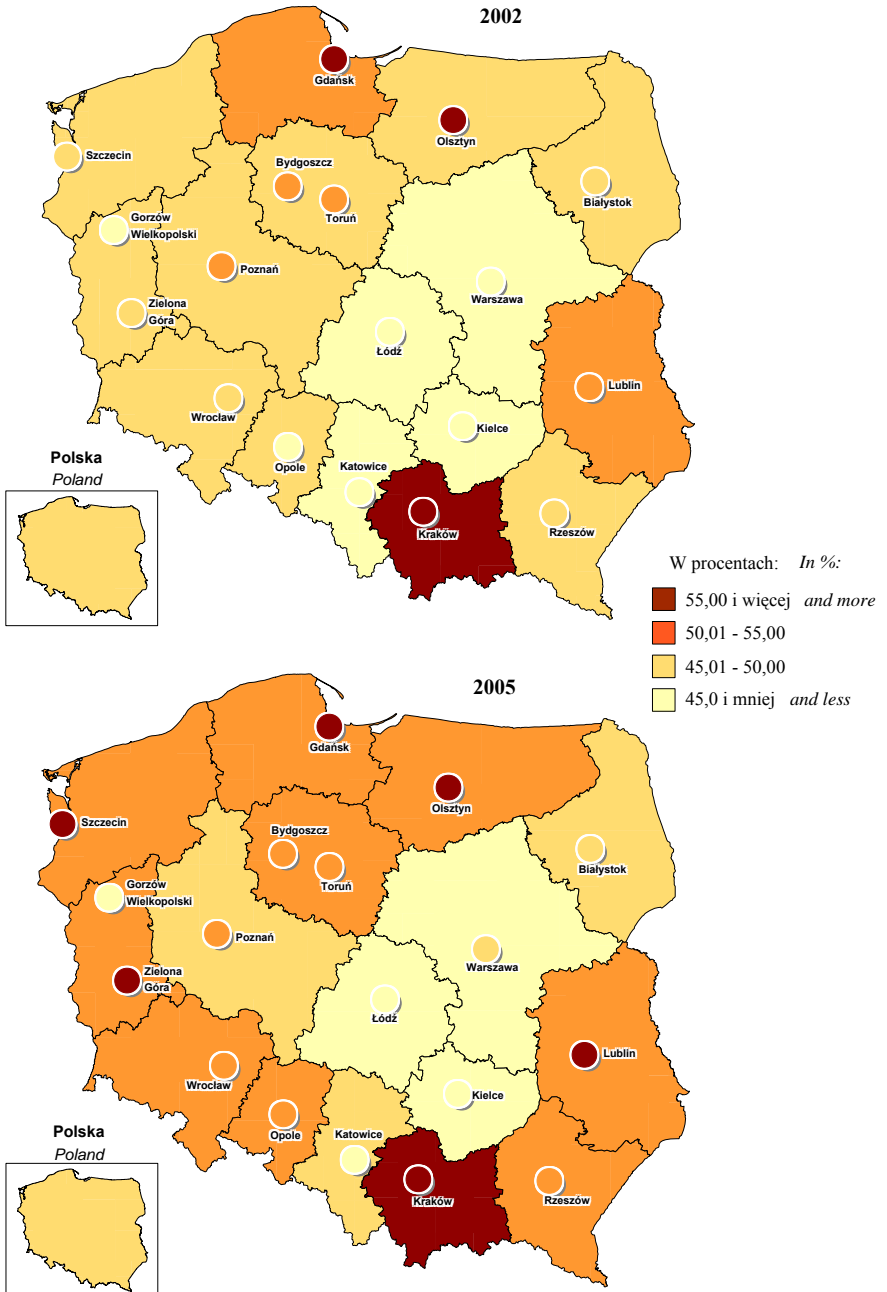 2002
Gdańsk
Olsztyn
Szczecin
Bydgoszcz
Toruń
Białystok
Gorzów
Wielkopolski
Poznań
Warszawa
Zielona
Góra
Łódź
Lublin
Wrocław
Kielce
Opole
Katowice
Kraków
Rzeszów
Polska
Poland
W procentach: In %:
55,00 i więcej and more
50,01 - 55,00
45,01 - 50,00
45,0 i mniej and less
2005
Gdańsk
Olsztyn
Szczecin
Bydgoszcz
Toruń
Białystok
Gorzów
Wielkopolski
Poznań
Warszawa
Zielona
Góra
Łódź
Lublin
Wrocław
Kielce
Opole
Katowice
Kraków
Rzeszów
Polska
Poland